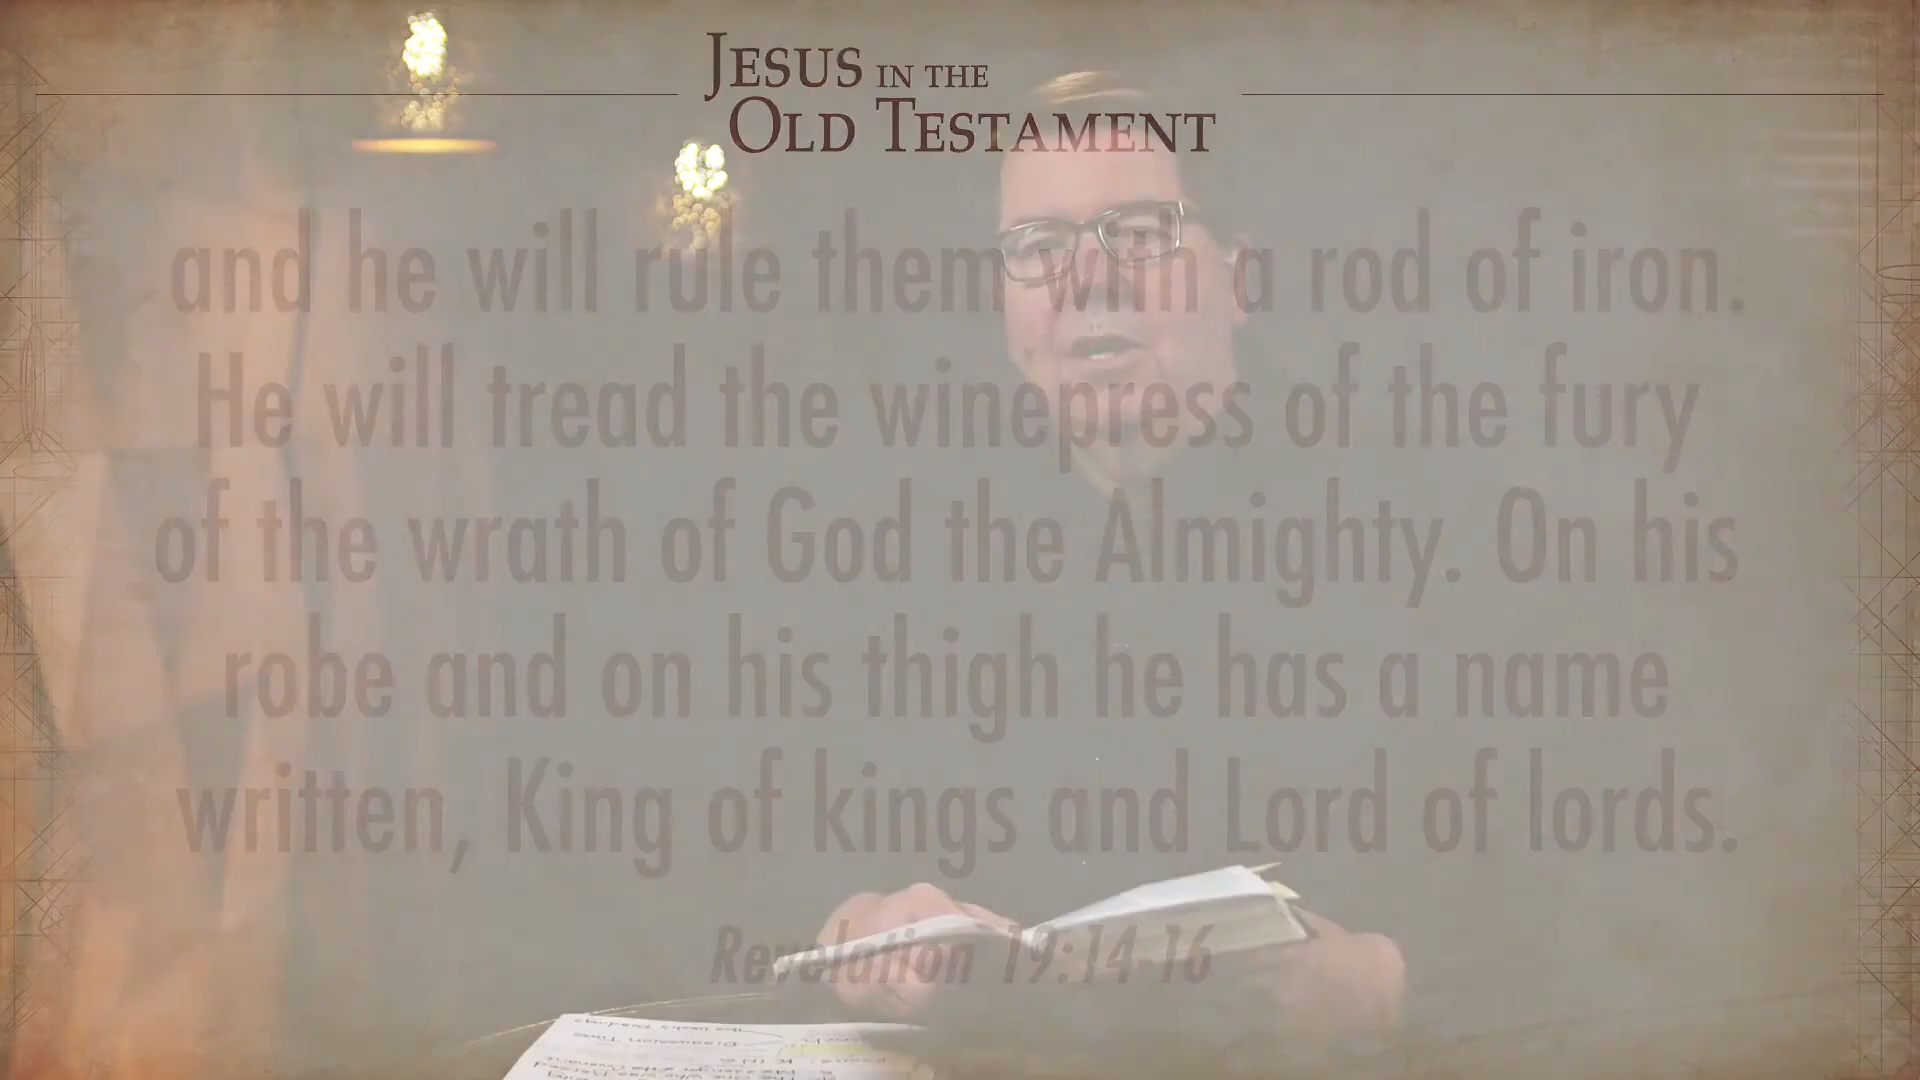 JESUS IN THE
OLD TESTAMENT
and he will rule them with a rod of iron.
He will tread the winepress of the fury
of the wrath of God the Almighty. On his
robe and on his thigh he has a name
written, King of kings and Lord of lords.
Revelation 19:14-16
Discussion Time